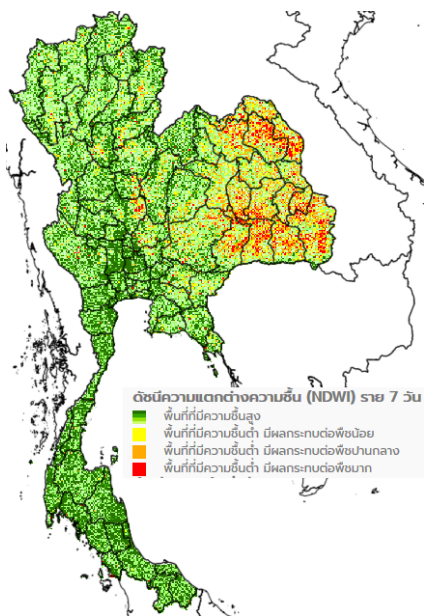 ดัชนีความแตกต่างความชื้น (NDWI) ราย 7 วัน
พื้นที่ที่มีความชื้นสูง
พื้นที่ที่มีความชื้นต่ำ มีผลกระทบต่อพืชน้อย
พื้นที่ที่มีความชื้นต่ำ มีผลกระทบต่อพืชปานกลาง
พื้นที่ที่มีความชื้นต่ำ มีผลกระทบต่อพืชมาก